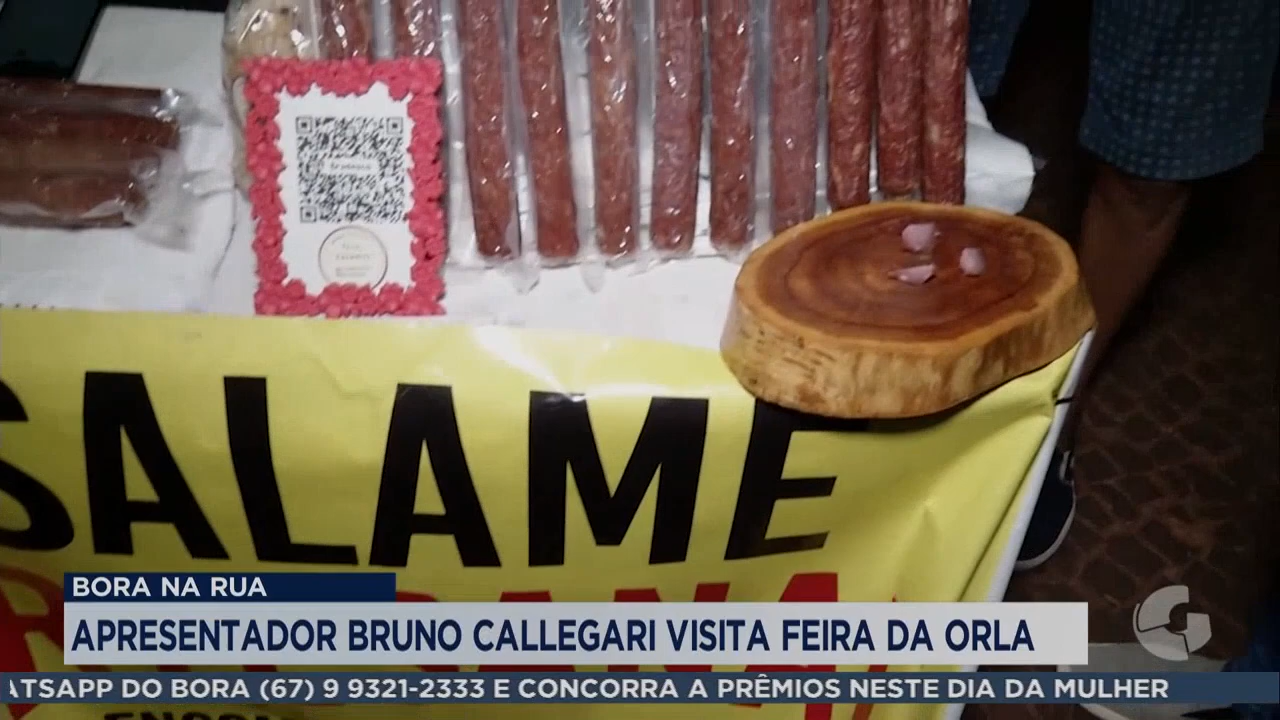 SALAME
BORA NA RUA
APRESENTADOR BRUNO CALLEGARI VISITA FEIRA DA ORLA
ATSAPP DO BORA (67) 9 9321-2333 E CONCORRA A PRÊMIOS NESTE DIA DA MULHER